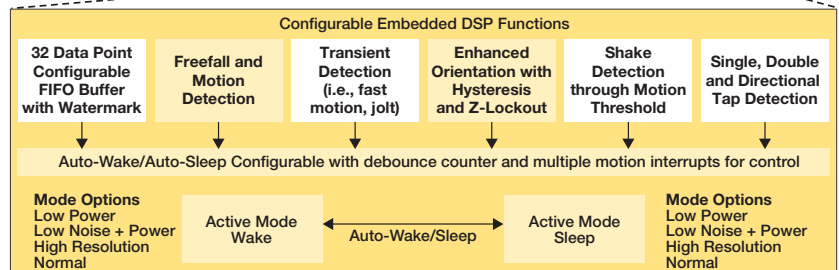 Configurable Embedded DSP Functions
32 Data Point
Configurable
FIFO Buffer
with Watermark
Freefall and
Motion
Detection
Transient
Detection
(i.e., fast
motion, jolt)
Enhanced
Orientation with
Hysteresis
and Z-Lockout
Shake
Detection
through Motion
Threshold
Single, Double
and Directional
Tap Detection
Auto-Wake/Auto-Sleep Configurable with debounce counter and multiple motion interrupts for control
Mode Options
Low Power
Low Noise + Power
High Resolution
Normal
Active Mode
Wake
Auto-Wake/Sleep
Active Mode
Sleep
Mode Options
Low Power
Low Noise + Power
High Resolution
Normal